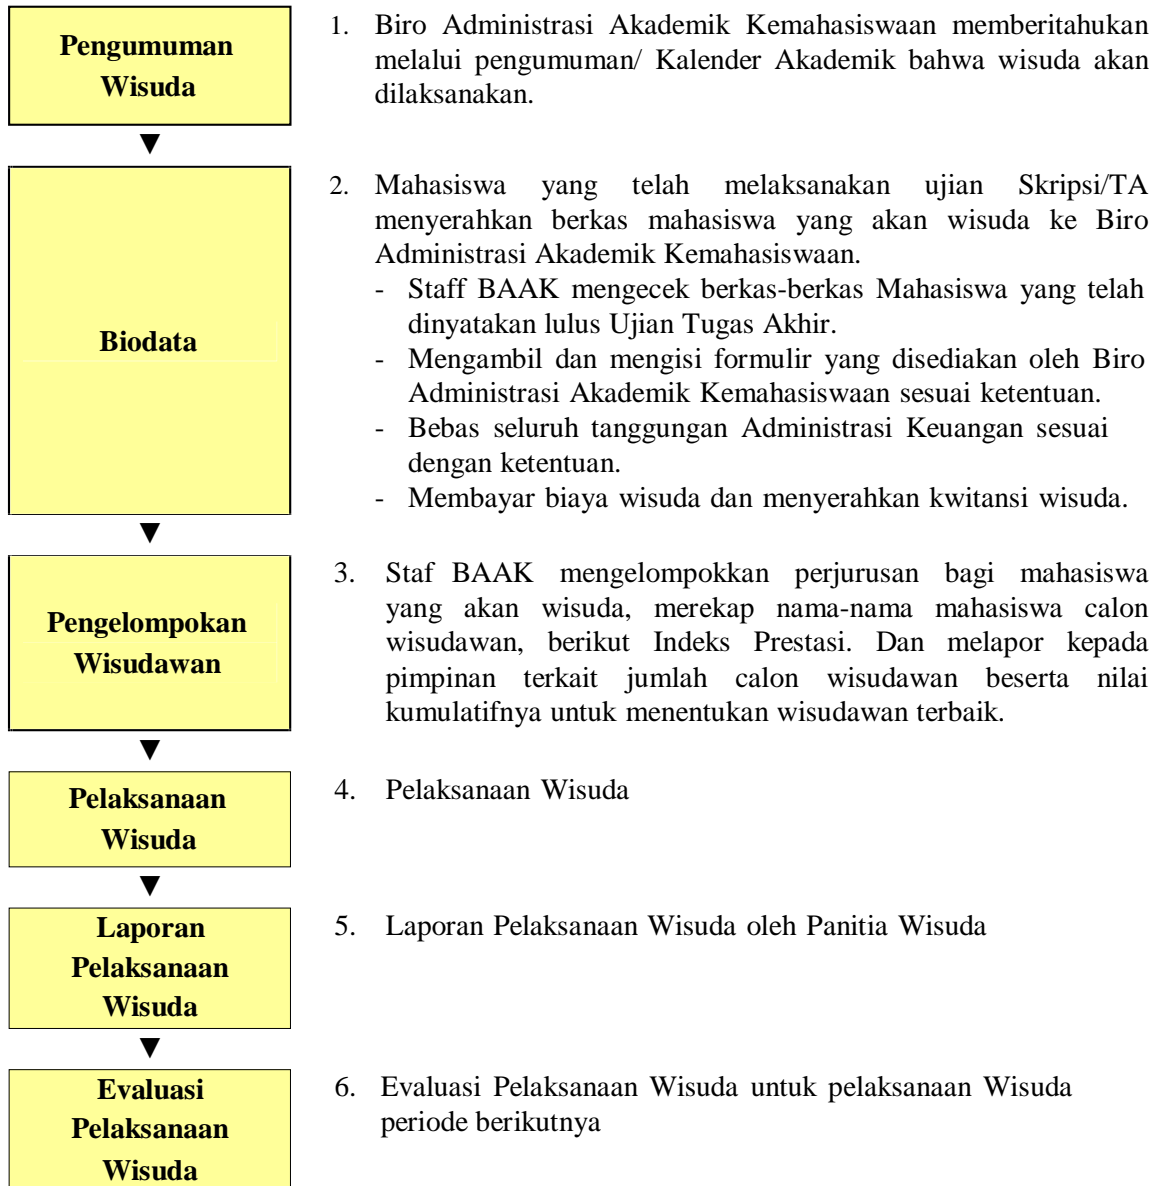 Pengumuman
Wisuda
1. Biro Administrasi Akademik Kemahasiswaan memberitahukan
melalui pengumuman/ Kalender Akademik bahwa wisuda akan
dilaksanakan.
▼
Biodata
2. Mahasiswa yang telah melaksanakan ujian Skripsi/TA
menyerahkan berkas mahasiswa yang akan wisuda ke Biro
Administrasi Akademik Kemahasiswaan.
- Staff BAAK mengecek berkas-berkas Mahasiswa yang telah
dinyatakan lulus Ujian Tugas Akhir.
- Mengambil dan mengisi formulir yang disediakan oleh Biro
Administrasi Akademik Kemahasiswaan sesuai ketentuan.
- Bebas seluruh tanggungan Administrasi Keuangan sesuai
dengan ketentuan.
- Membayar biaya wisuda dan menyerahkan kwitansi wisuda.
▼
Pengelompokan
Wisudawan
3. Staf BAAK mengelompokkan perjurusan bagi mahasiswa
yang akan wisuda, merekap nama-nama mahasiswa calon
wisudawan, berikut Indeks Prestasi. Dan melapor kepada
pimpinan terkait jumlah calon wisudawan beserta nilai
kumulatifnya untuk menentukan wisudawan terbaik.
▼
Pelaksanaan
Wisuda
4. Pelaksanaan Wisuda
▼
Laporan
Pelaksanaan
Wisuda
5. Laporan Pelaksanaan Wisuda oleh Panitia Wisuda
▼
Evaluasi
Pelaksanaan
Wisuda
6. Evaluasi Pelaksanaan Wisuda untuk pelaksanaan Wisuda
periode berikutnya